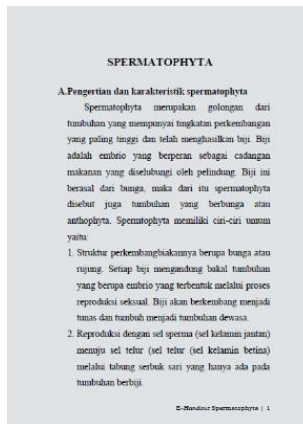 SPERMATOPHYTA
A.Pengertian dan karakteristik spermatophyta
Spermatophyta merupakan golongan dari
tumbuhan yang mempunyai tingkatan perkembangan
yang paling tinggi dan telah menghasilkan biji. Biji
adalah embrio yang berperan sebagai cadangan
makanan yang diselubungi oleh pelindung. Biji ini
berasal dari bunga, maka dari itu spermatophyta
disebut juga tumbuhan yang berbunga atau
anthophyta. Spermtophyta memiliki ciri-ciri umum
yaitu:
1. Struktur perkembangbiakannya berupa bunga atau
rujung. Setiap biji mengandung bakal tumbuhan
yang berupa embrio yang terbentuk melalui proses
reproduksi seksual. Biji akan berkembang menjadi
tunas dan tumbuh menjadi tumbuhan dewasa.
2. Reproduksi dengan sel sperma (sel kelamin jantan)
menuju sel telur (sel telur (sel kelamin betina)
melalui tabung serbuk sari yang hanya ada pada
tumbuhan berbiji.
E-Handout Spermatophyta | 1